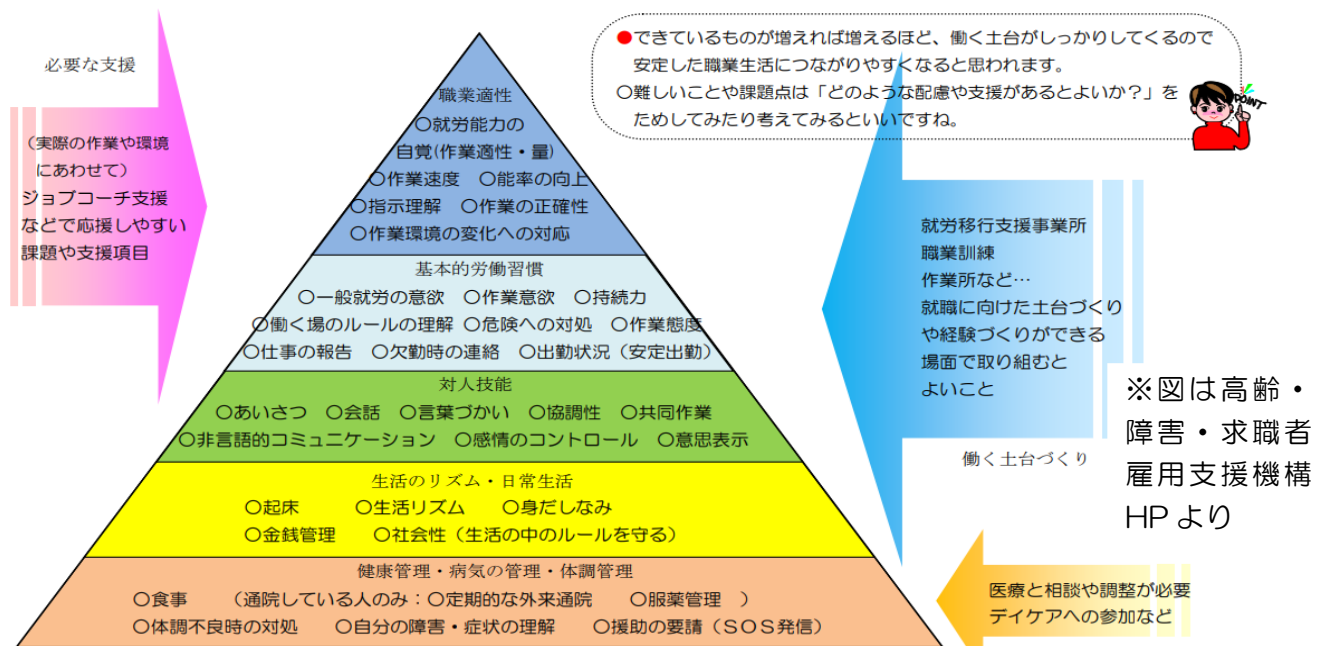 必要な支援
（実際の作業や環境
にあわせて）
ジョブコーチ支援
などで応援しやすい
課題や支援項目
●できているものが増えれば増えるほど、働く土台がしっかりしてくるので
安定した職業生活につながりやすくなると思われます。
○難しいことや課題点は「どのような配慮や支援があるとよいか？」を
ためしてみたり考えてみるといいですね。
POINT
職業適性
○就労能力の
自覚(作業適性・量)
○作業速度　○能率の向上
○指示理解　○作業の正確性
○作業環境の変化への対応
基本的労働習慣
○一般就労の意欲　○作業意欲　○持続力
○働く場のルールの理解　○危険への対処　○作業態度
○仕事の報告　○欠勤時の連絡　○出勤状況（安定出勤）
対人技能
○あいさつ　○会話　○言葉づかい　○協調性　○共同作業
○非言語的コミュニケーション　○感情のコントロール　○意思表示
生活のリズム・日常生活
○起床　○生活リズム　○身だしなみ
○金銭管理　○社会性（生活の中のルールを守る）
健康管理・病気の管理・体調管理
○食事　（通院している人のみ：○定期的な外来通院　○服薬管理　）
○体調不良時の対処　○自分の障害・症状の理解　○援助の要請（ＳＯＳ発信）
就労移行支援事業所
職業訓練
作業所など…
就職に向けた土台づくり
や経験づくりができる
場面で取り組むと
よいこと
働く土台づくり
医療と相談や調整が必要
デイケアへの参加など
※図は高齢・
障害・求職者
雇用支援機構
HPより